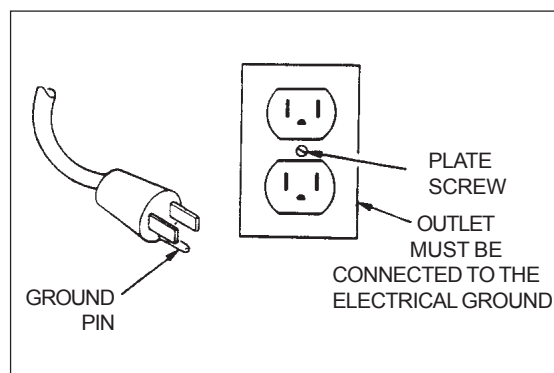 PLATE
SCREW
OUTLET
MUST BE
CONNECTED TO THE
ELECTRICAL GROUND
GROUND
PIN